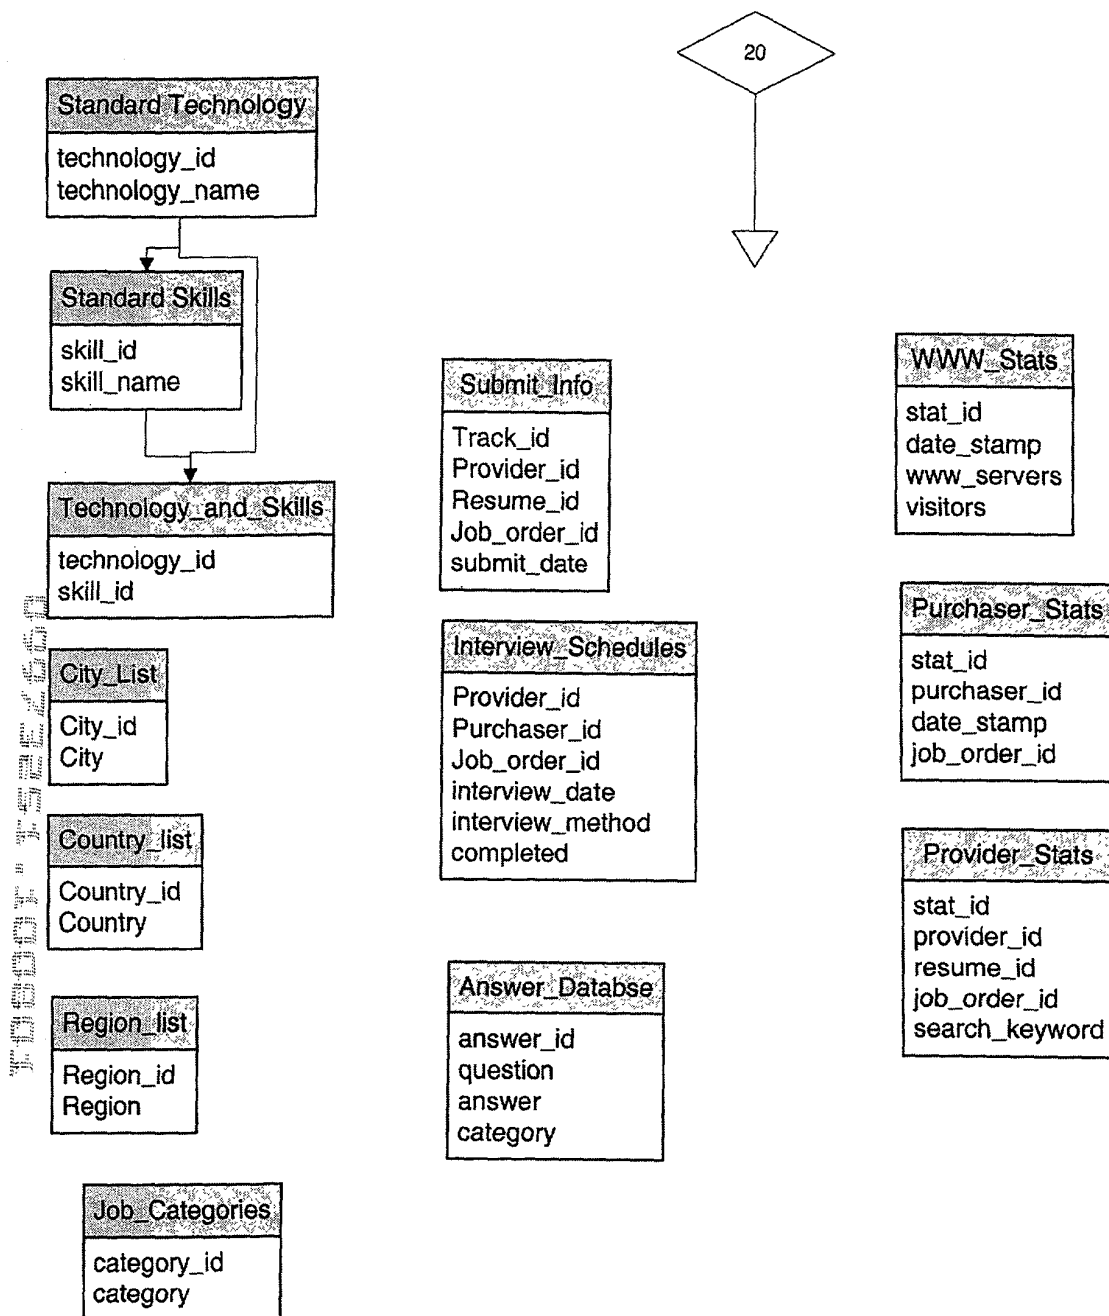 20
Standard Technology
technology_id
technology_name
Standard Skills
skill_id
skill_name
Technology_and_Skills
technology_id
skill_id
City_List
City_id
City
Country_list
Country_id
Country
Region_list
Region_id
Region
Job_Categories
category_id
category
Submit_Info
Track_id
Provider_id
Resume_id
Job_order_id
submit_date
Interview_Schedules
Provider_id
Purchaser_id
Job_order_id
interview_date
interview_method
completed
Answer_Databse
answer_id
question
answer
category
WWW_Stats
stat_id
date_stamp
www_servers
visitors
Purchaser_Stats
stat_id
purchaser_id
date_stamp
job_order_id
Provider_Stats
stat_id
provider_id
resume_id
job_order_id
search_keyword